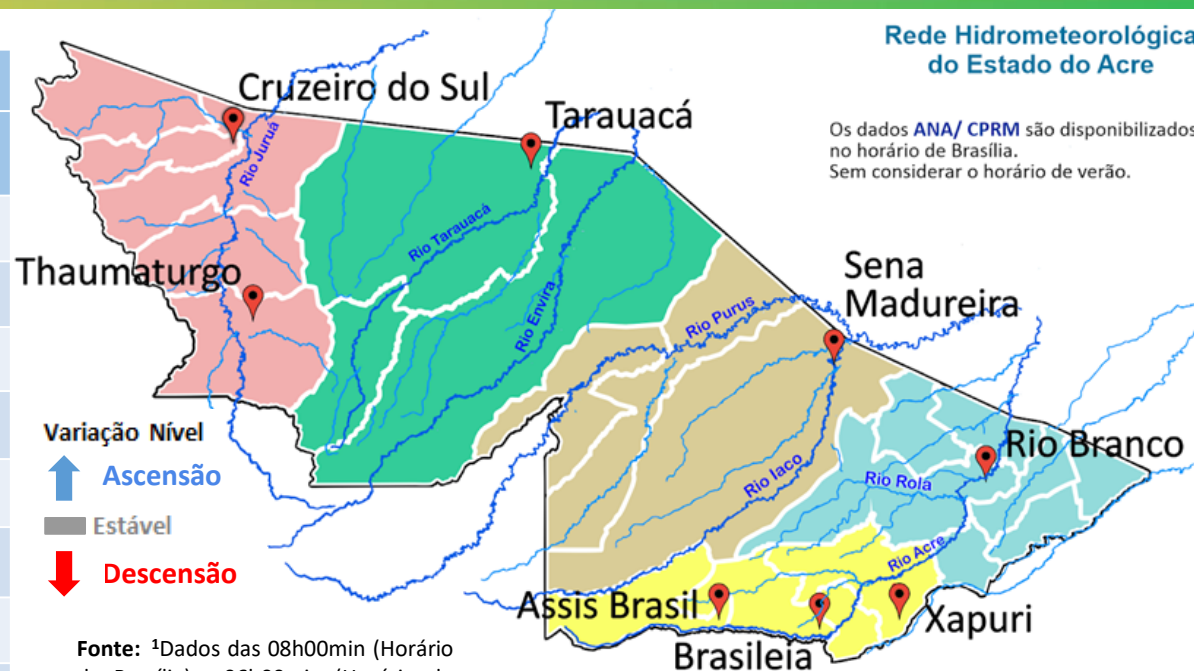 Rede Hidrometeorológica
do Estado do Acre
Os dados ANA/ CPRM são disponibilizados
no horário de Brasília.
Sem considerar o horário de verão.
Cruzeiro do Sul
Tarauacá
Rio Juruá
Rio Tarauacá
Thaumaturgo
Rio Envira
Sena
Madureira
Rio Purus
Variação Nível
Ascensão
Estável
Descensão
Rio Branco
Rio Iaco
Rio Rola
Rio Acre
Assis Brasil
Xapuri
Brasileia
Fonte: ¹Dados das 08h00min (Horário